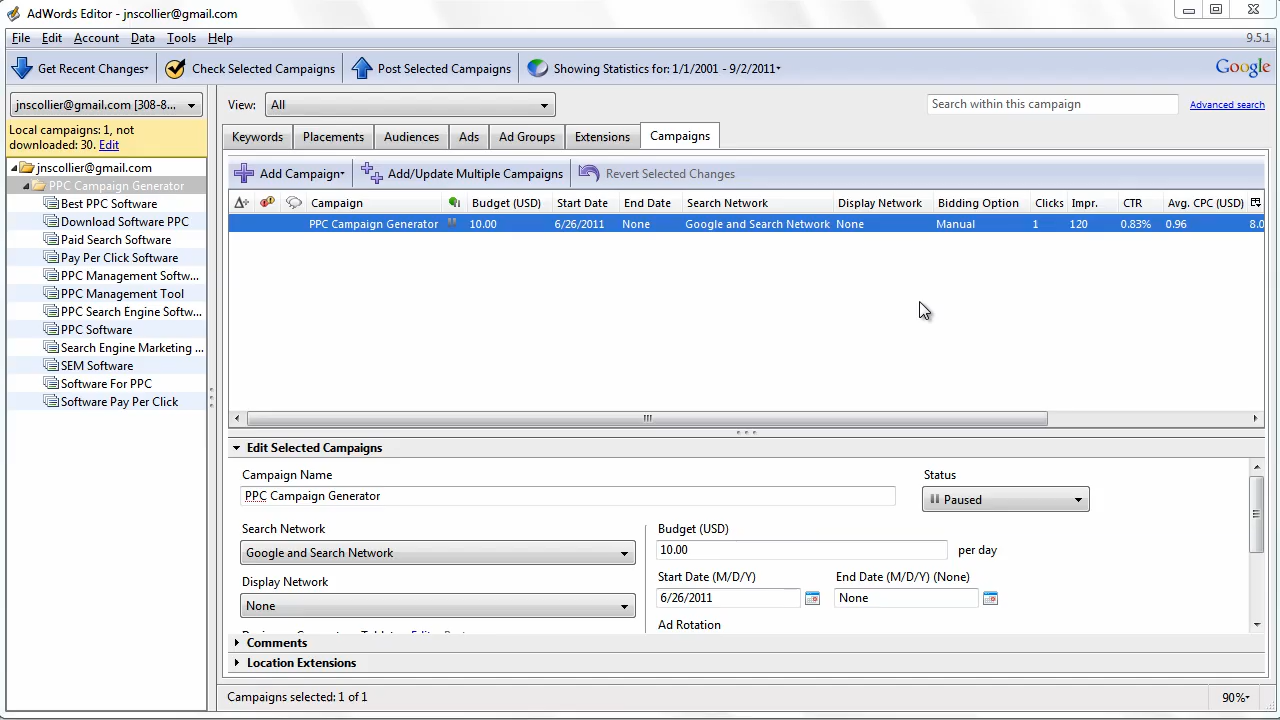 AdWords Editor - jnscollier@gmail.com
File Edit Account Data Tools Help 9.5.1
Get Recent Changes Check Selected Campaigns Post Selected Campaigns Showing Statistics for: 1/1/2001 - 9/2/2011 Google
jnscollier@gmail.com [308-8... View: All Search within this campaign Advanced search
Local campaigns: 1, not
downloaded: 30. Edit
Keywords Placements Audiences Ads Ad Groups Extensions Campaigns
jnscollier@gmail.com
PPC Campaign Generator
Best PPC Software
Download Software PPC
Paid Search Software
Pay Per Click Software
PPC Management Softw...
PPC Management Tool
PPC Search Engine Softw...
PPC Software
Search Engine Marketing ...
SEM Software
Software For PPC
Software Pay Per Click
Add Campaign Add/Update Multiple Campaigns Revert Selected Changes
Campaign Budget (USD) Start Date End Date Search Network Display Network Bidding Option Clicks Impr. CTR Avg. CPC (USD)
PPC Campaign Generator 10.00 6/26/2011 None Google and Search Network None Manual 1 120 0.83% 0.96 8.0
Edit Selected Campaigns
Campaign Name Status
PPC Campaign Generator Paused
Search Network Budget (USD)
Google and Search Network 10.00 per day
Display Network Start Date (M/D/Y) End Date (M/D/Y) (None)
None 6/26/2011 None
Ad Rotation
Comments
Location Extensions
Campaigns selected: 1 of 1 90%